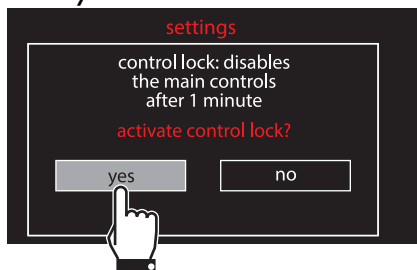 settings
control lock: disables
the main controls
after 1 minute
activate control lock?
yes
no